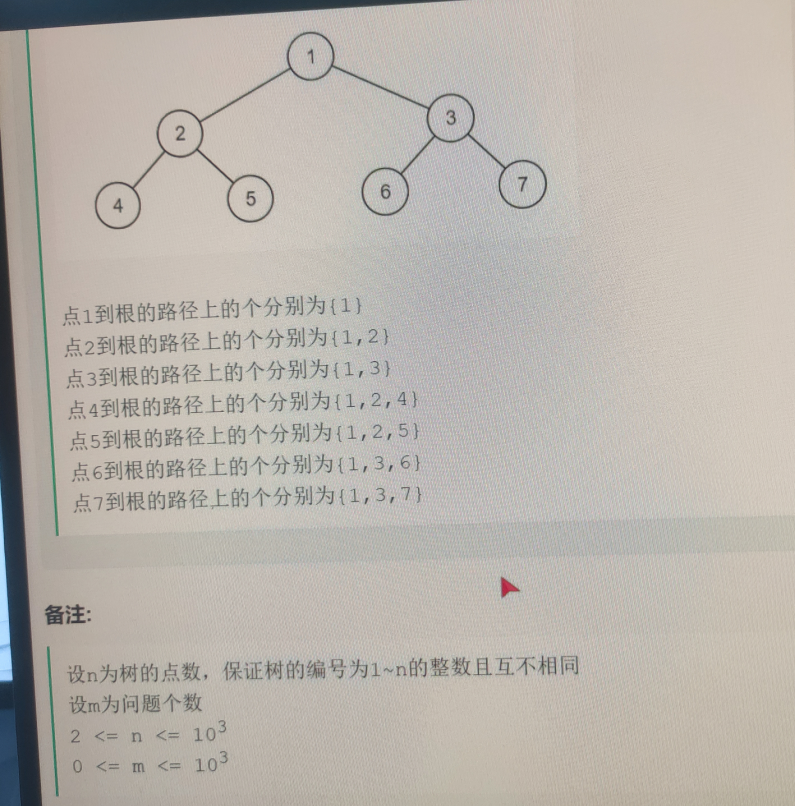 1
2
3
4
5
6
7
点1到根的路径上的个分别为{1}
点2到根的路径上的个分别为{1,2}
点3到根的路径上的个分别为{1,3}
点4到根的路径上的个分别为{1,2,4}
点5到根的路径上的个分别为{1,2,5}
点6到根的路径上的个分别为{1,3,6}
点7到根的路径上的个分别为{1,3,7}
备注:
设n为树的点数，保证树的编号为1~n的整数且互不相同
设m为问题个数
2 <= n <= 10³
0 <= m <= 10³